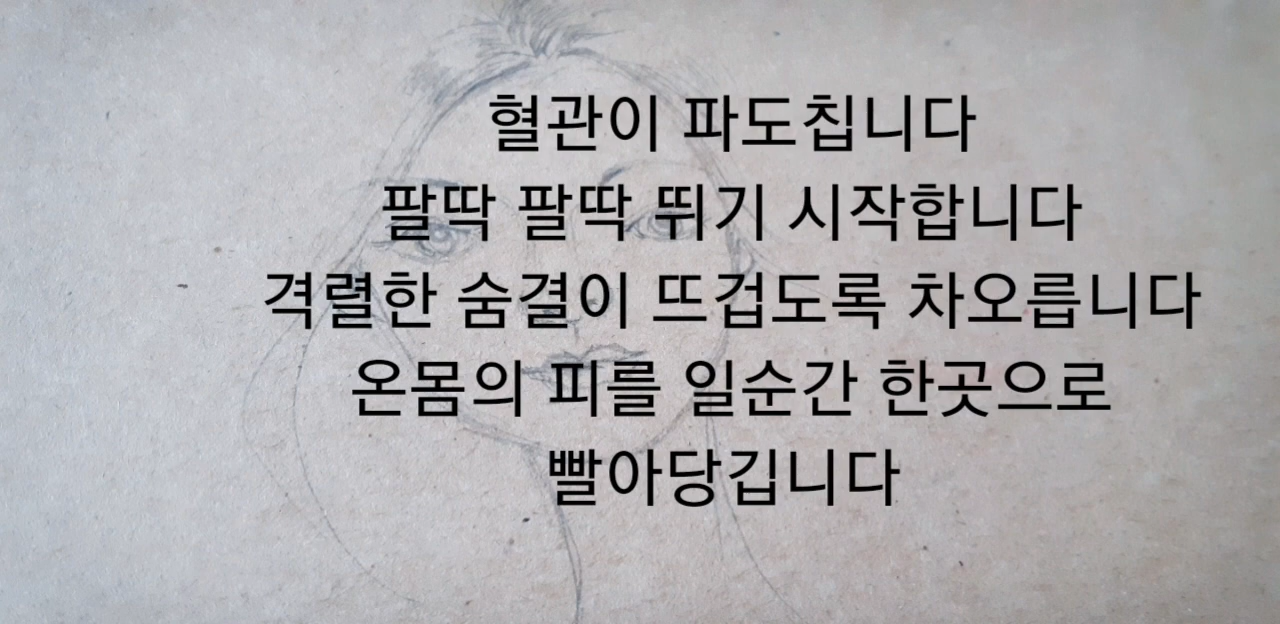 혈관이 파도칩니다
팔딱 팔딱 뛰기 시작합니다
격렬한 숨결이 뜨겁도록 차오릅니다
온몸의 피를 일순간 한곳으로
빨아당깁니다